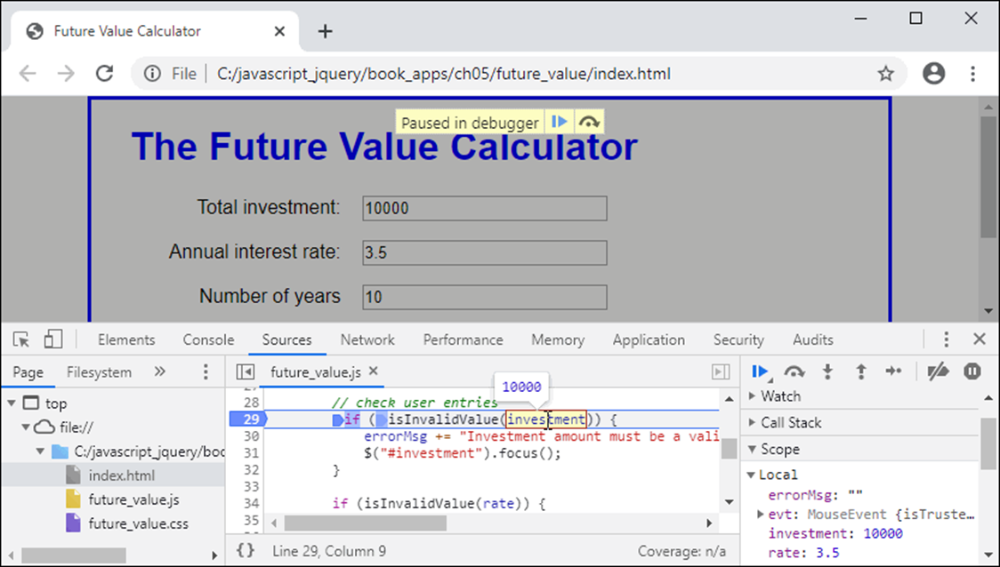 Future Value Calculator
File C:/javascript_jquery/book_apps/ch05/future_value/index.html
Paused in debugger
The Future Value Calculator
Total investment: 10000
Annual interest rate: 3.5
Number of years 10
Elements Console Sources Network Performance Memory Application Security Audits
Page Filesystem »
future_value.js
top
file://
C:/javascript_jquery/boo
index.html
future_value.js
future_value.css
10000
28 // check user entries
29 if ( isInvalidValue(investment)) {
30 errorMsg += "Investment amount must be a vali
31 $("#investment").focus();
32 }
33
34 if (isInvalidValue(rate)) {
35
{} Line 29, Column 9 Coverage: n/a
Watch
Call Stack
Scope
Local
errorMsg: ""
evt: MouseEvent {isTruste…
investment: 10000
rate: 3.5